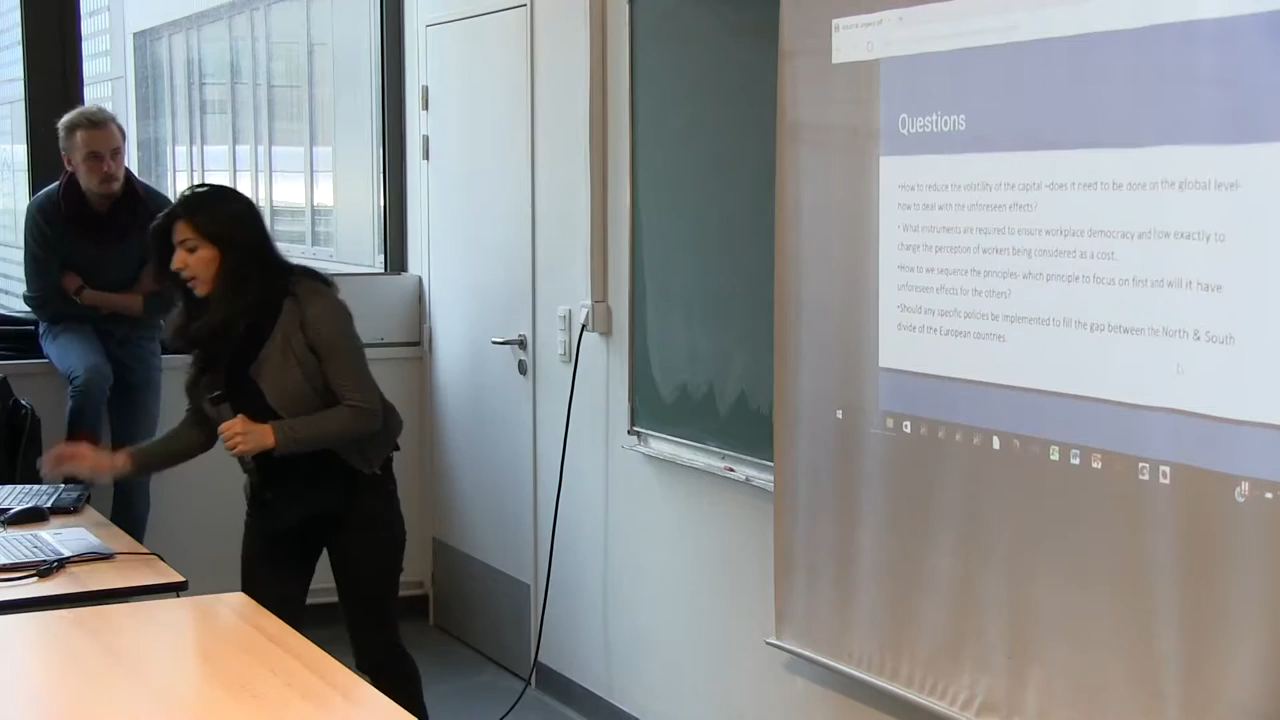 Questions
•How to reduce the volatility of the capital –does it need to be done on the global level-
how to deal with the unforeseen effects?
• What instruments are required to ensure workplace democracy and how exactly to
change the perception of workers being considered as a cost.
•How to we sequence the principles- which principle to focus on first and will it have
unforeseen effects for the others?
•Should any specific policies be implemented to fill the gap between the North & South
divide of the European countries.